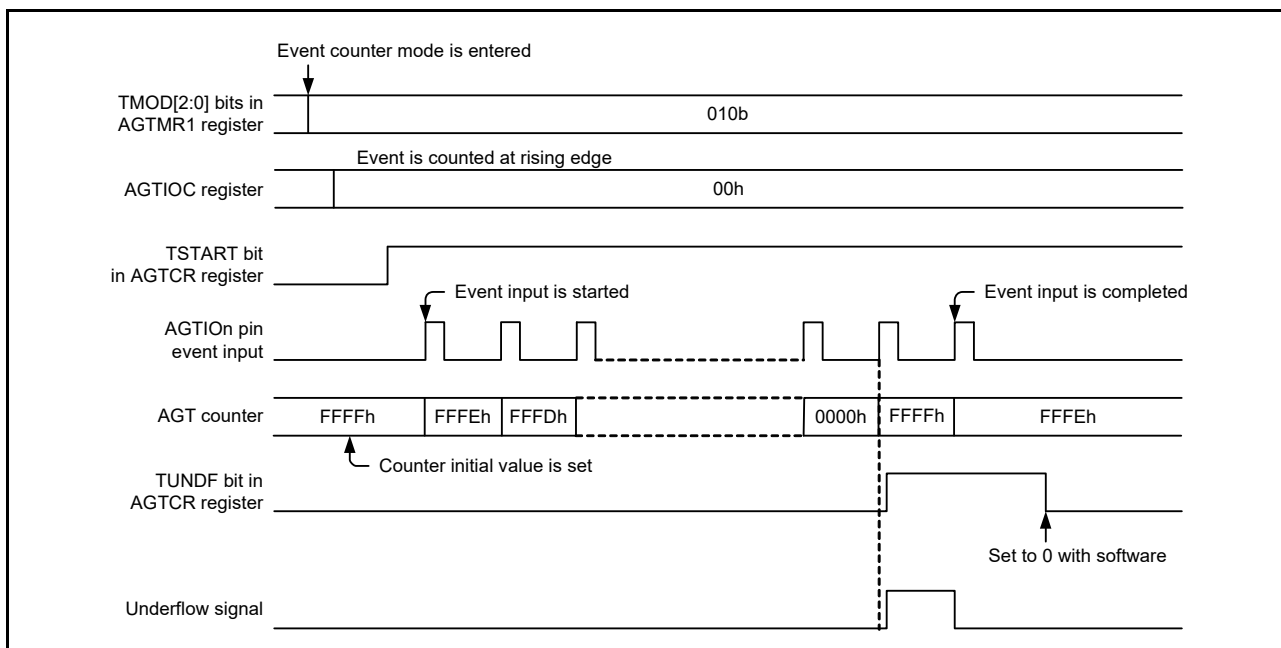 Event counter mode is entered
TMOD[2:0] bits in
AGTMR1 register
010b
Event is counted at rising edge
AGTIOC register
00h
TSTART bit
in AGTCR register
Event input is started
Event input is completed
AGTIOn pin
event input
AGT counter
FFFFh
FFFEh
FFFDh
0000h
FFFFh
FFFEh
Counter initial value is set
TUNDF bit in
AGTCR register
Set to 0 with software
Underflow signal